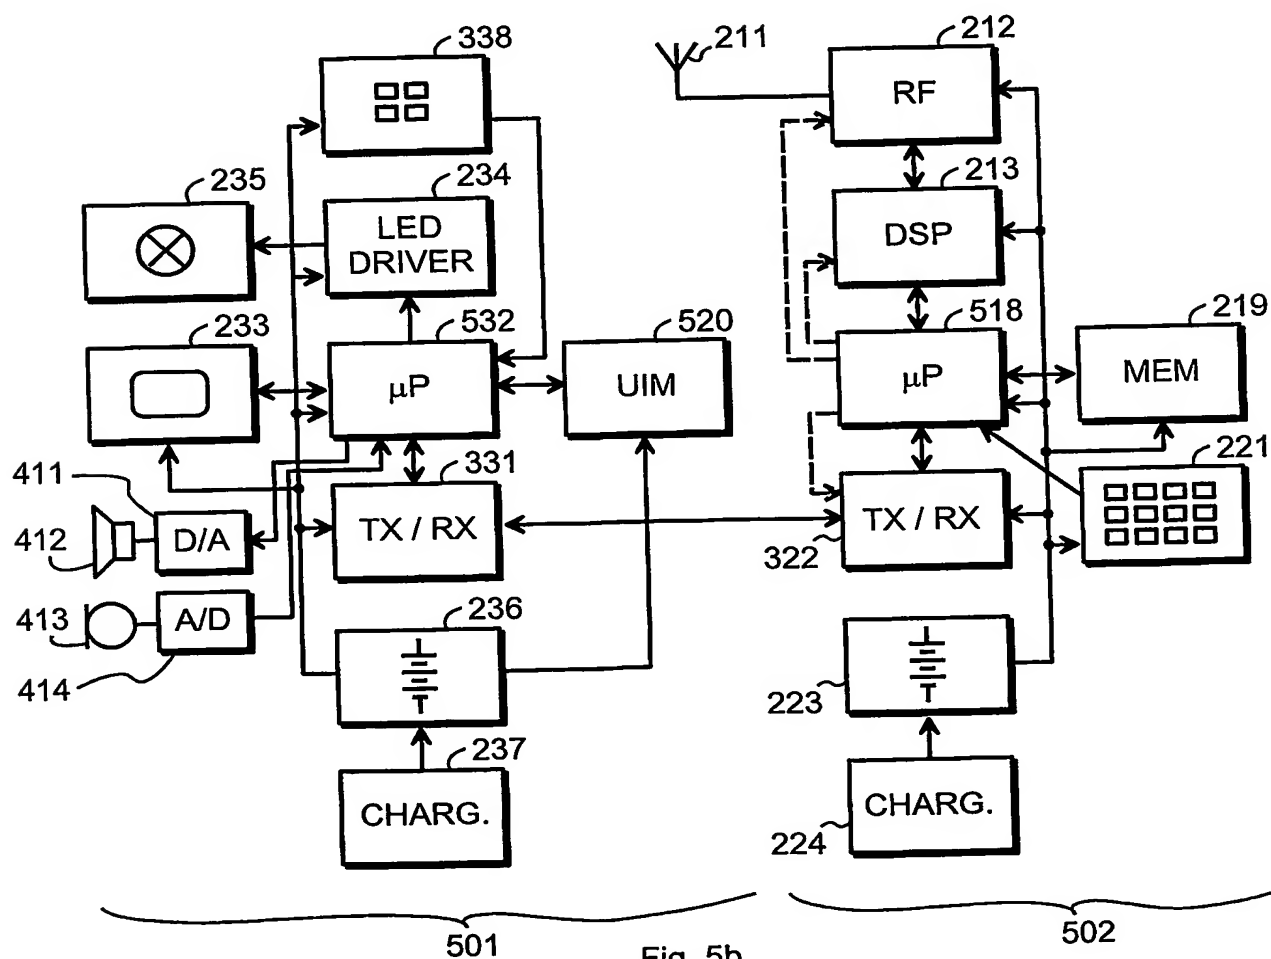 338
211
212
RF
235
234
213
LED
DRIVER
DSP
233
532
520
518
219
μP
UIM
μP
MEM
411
331
221
412
D/A
TX / RX
TX / RX
322
413
A/D
236
414
223
237
CHARG.
CHARG.
224
501
502
Fig. 5b